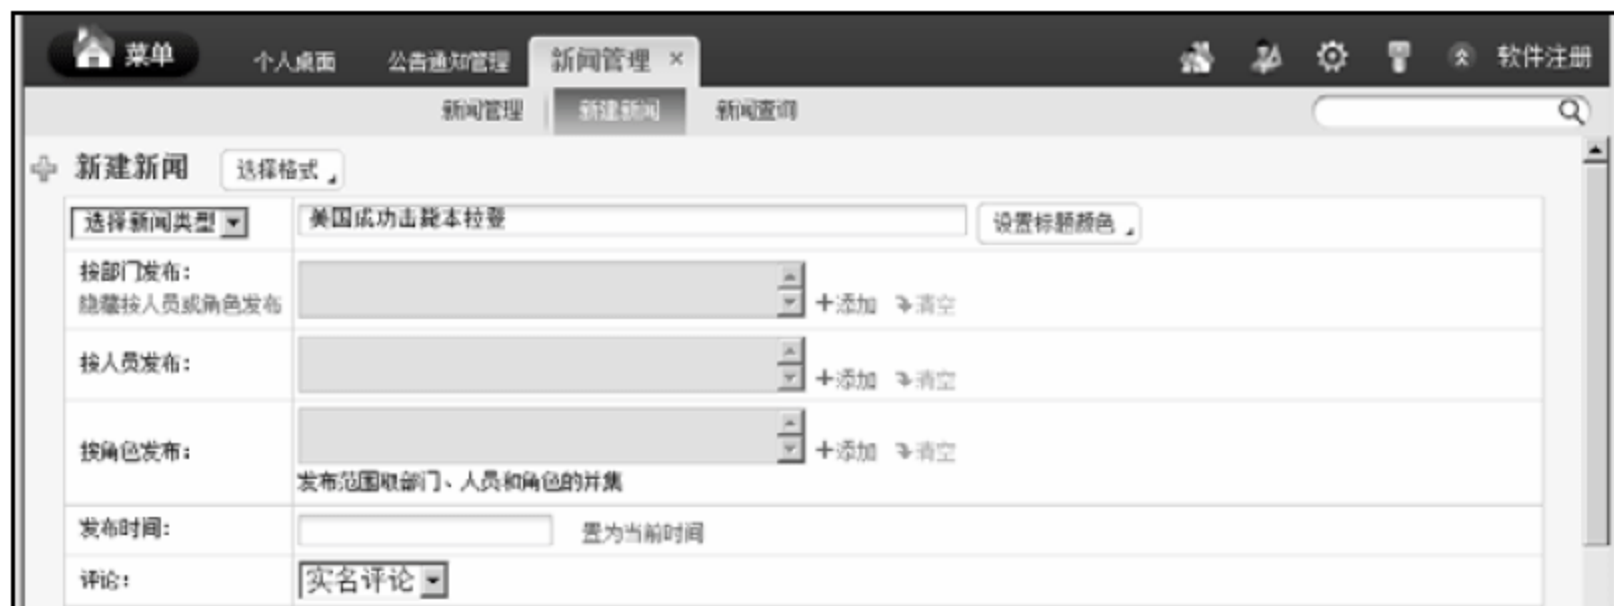 菜单 个人桌面 公告通知管理 新闻管理 × 软件注册
新闻管理 新建新闻 新闻查询
新建新闻 选择格式
选择新闻类型 美国成功击毙本拉登 设置标题颜色
按部门发布：
隐藏按人员或角色发布 +添加 清空
按人员发布： +添加 清空
按角色发布： +添加 清空
发布范围取部门、人员和角色的并集
发布时间： 置为当前时间
评论： 实名评论